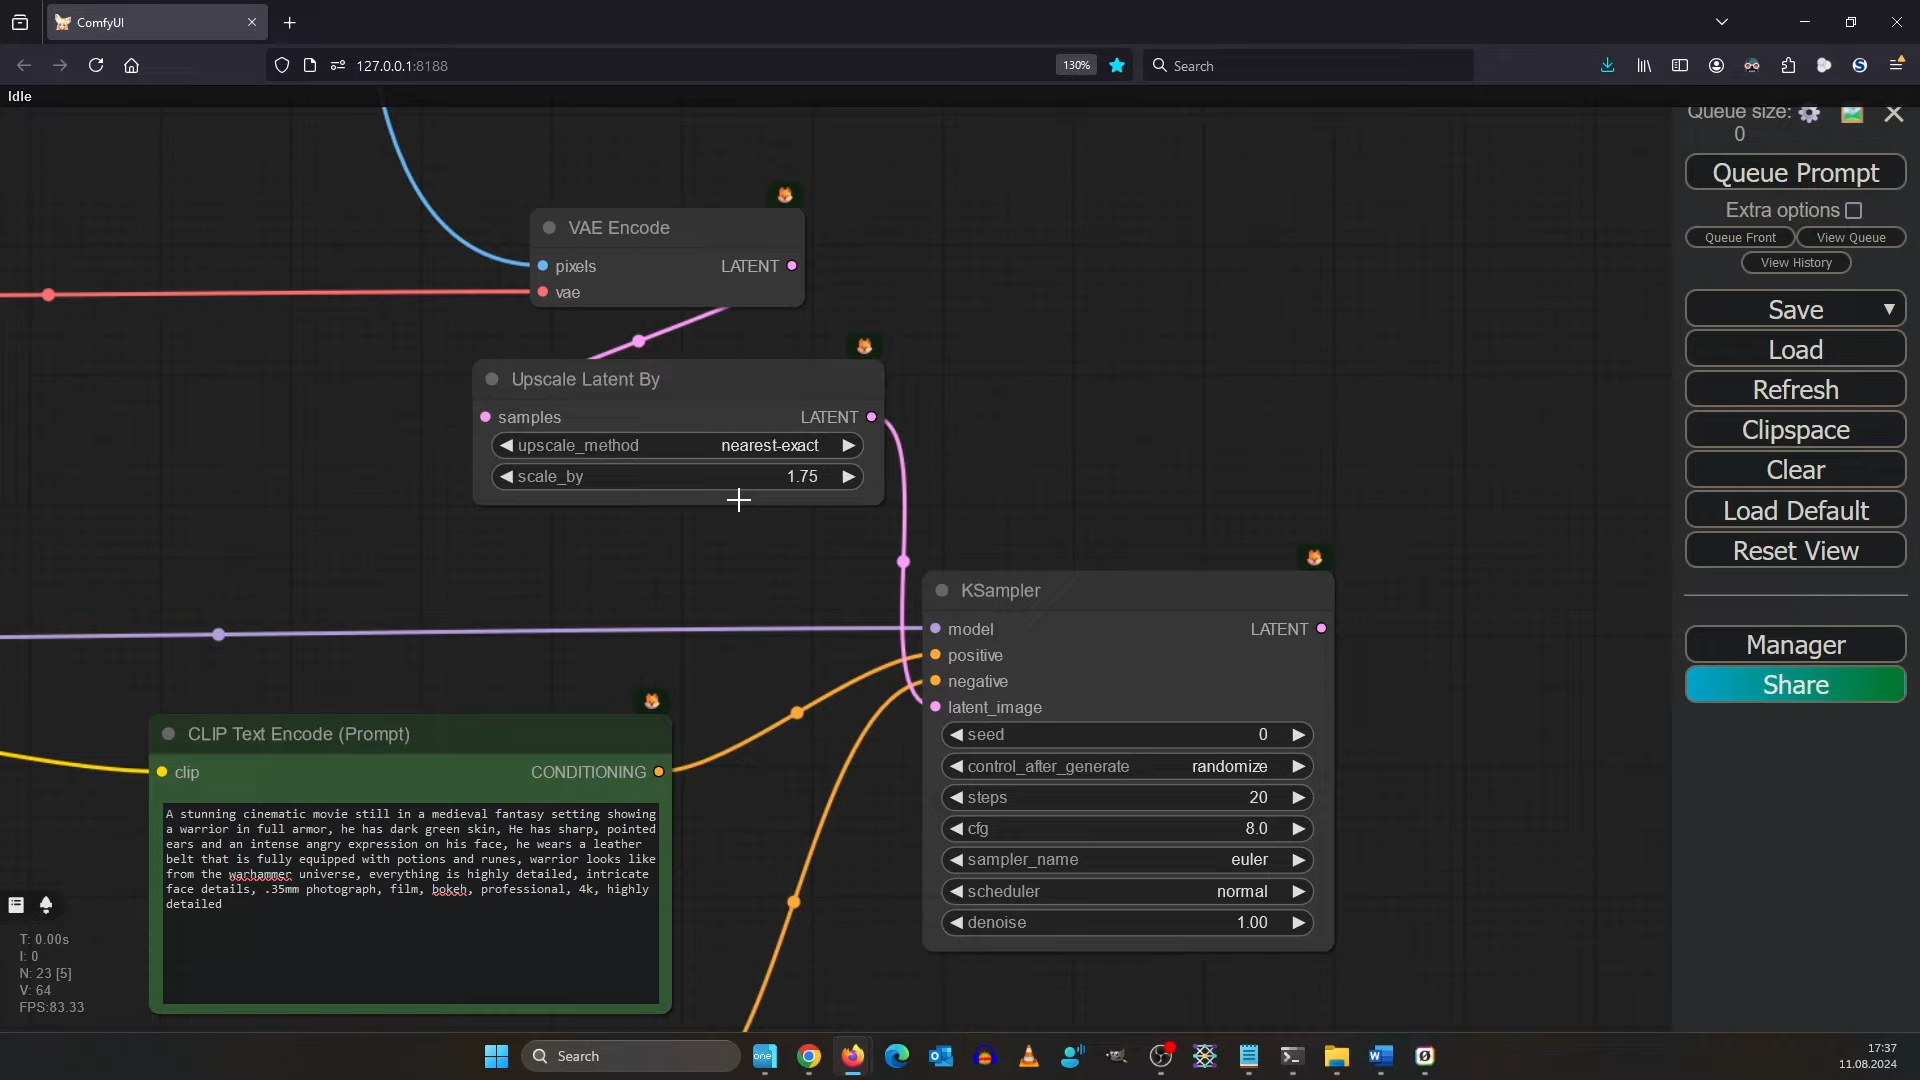 ComfyUI
127.0.0.1:8188
130%
Search
Idle
Queue size:
0
Queue Prompt
Extra options
Queue Front
View Queue
View History
Save
Load
Refresh
Clipspace
Clear
Load Default
Reset View
Manager
Share
VAE Encode
pixels
LATENT
vae
Upscale Latent By
samples
LATENT
upscale_method
nearest-exact
scale_by
1.75
KSampler
model
LATENT
positive
negative
latent_image
seed
0
control_after_generate
randomize
steps
20
cfg
8.0
sampler_name
euler
scheduler
normal
denoise
1.00
CLIP Text Encode (Prompt)
clip
CONDITIONING
A stunning cinematic movie still in a medieval fantasy setting showing
a warrior in full armor, he has dark green skin, He has sharp, pointed
ears and an intense angry expression on his face, he wears a leather
belt that is fully equipped with potions and runes, warrior looks like
from the warhammer universe, everything is highly detailed, intricate
face details, .35mm photograph, film, bokeh, professional, 4k, highly
detailed
T: 0.00s
I: 0
N: 23 [5]
V: 64
FPS:83.33
Search
one
17:37
11.08.2024